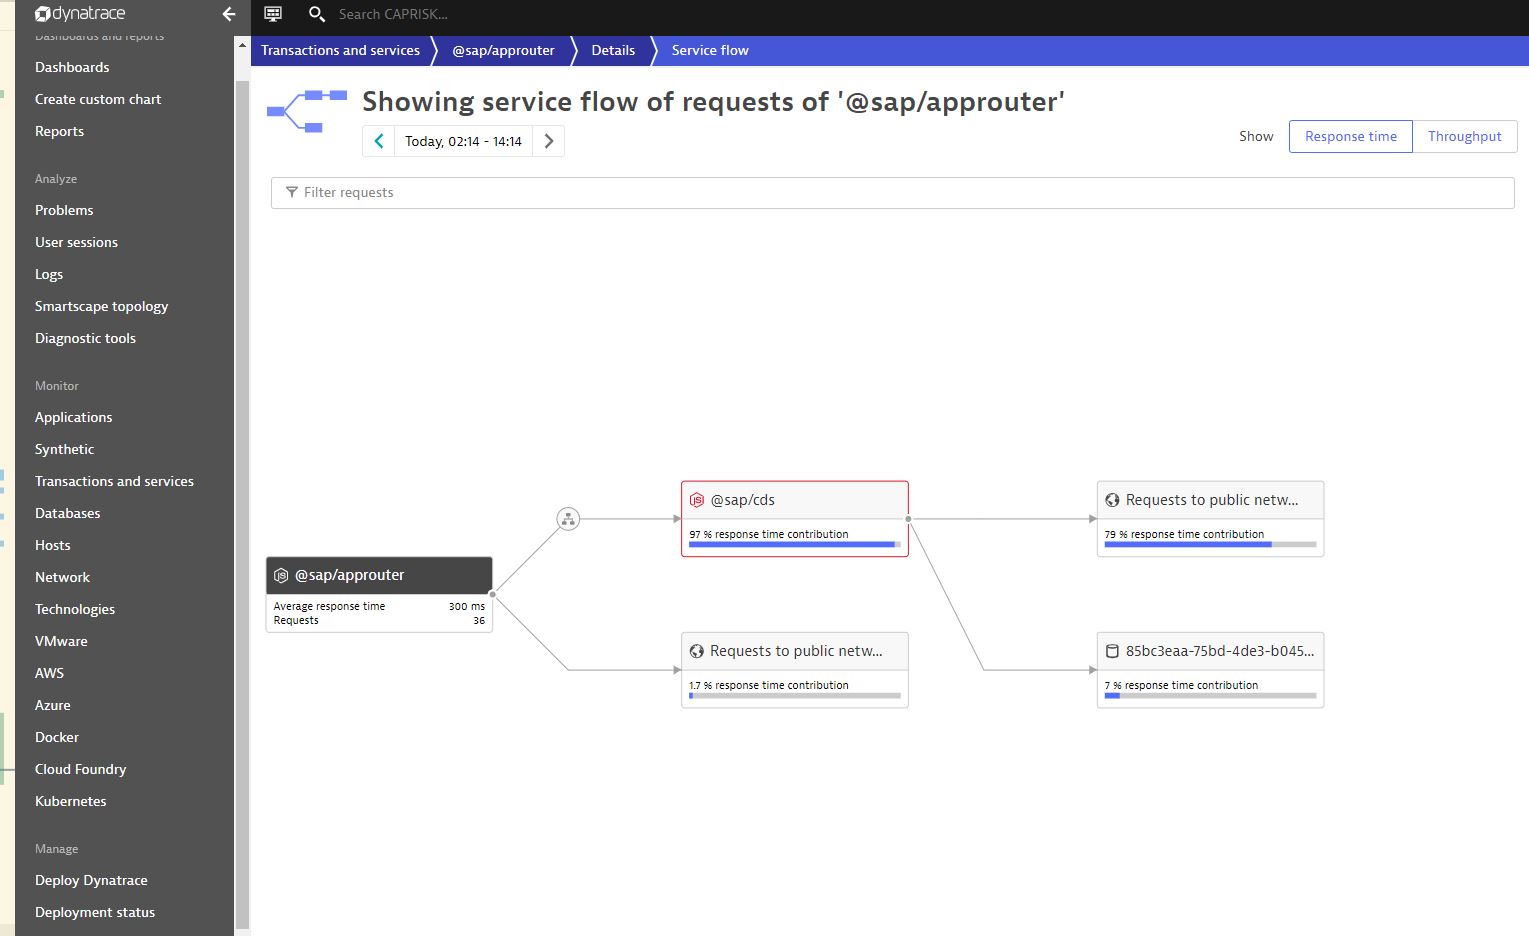 dynatrace
Search CAPRISK...
Dashboards and reports
Dashboards
Create custom chart
Reports
Analyze
Problems
User sessions
Logs
Smartscape topology
Diagnostic tools
Monitor
Applications
Synthetic
Transactions and services
Databases
Hosts
Network
Technologies
VMware
AWS
Azure
Docker
Cloud Foundry
Kubernetes
Manage
Deploy Dynatrace
Deployment status
Transactions and services @sap/approuter Details Service flow
Showing service flow of requests of '@sap/approuter'
Today, 02:14 - 14:14
Show Response time Throughput
Filter requests
@sap/approuter
Average response time 300 ms
Requests 36
JS @sap/cds
97 % response time contribution
Requests to public netw...
1.7 % response time contribution
Requests to public netw...
79 % response time contribution
85bc3eaa-75bd-4de3-b045...
7 % response time contribution